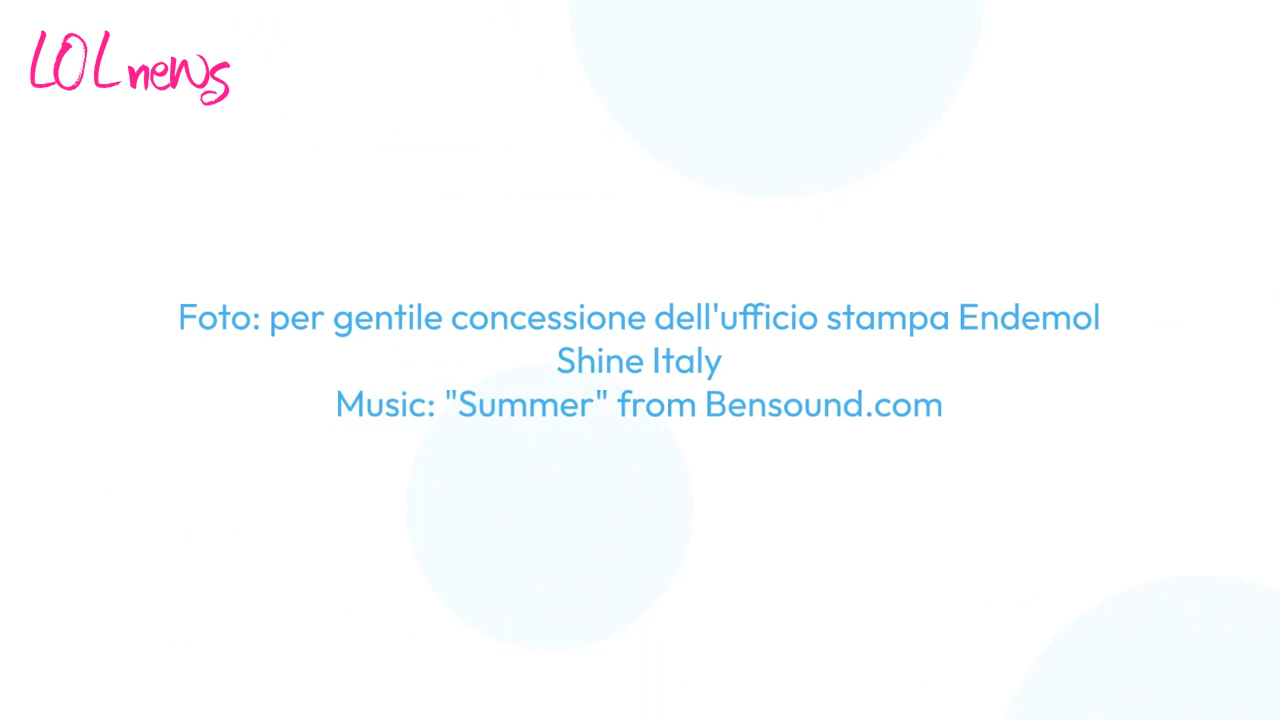 LOL news
Foto: per gentile concessione dell'ufficio stampa Endemol
Shine Italy
Music: "Summer" from Bensound.com